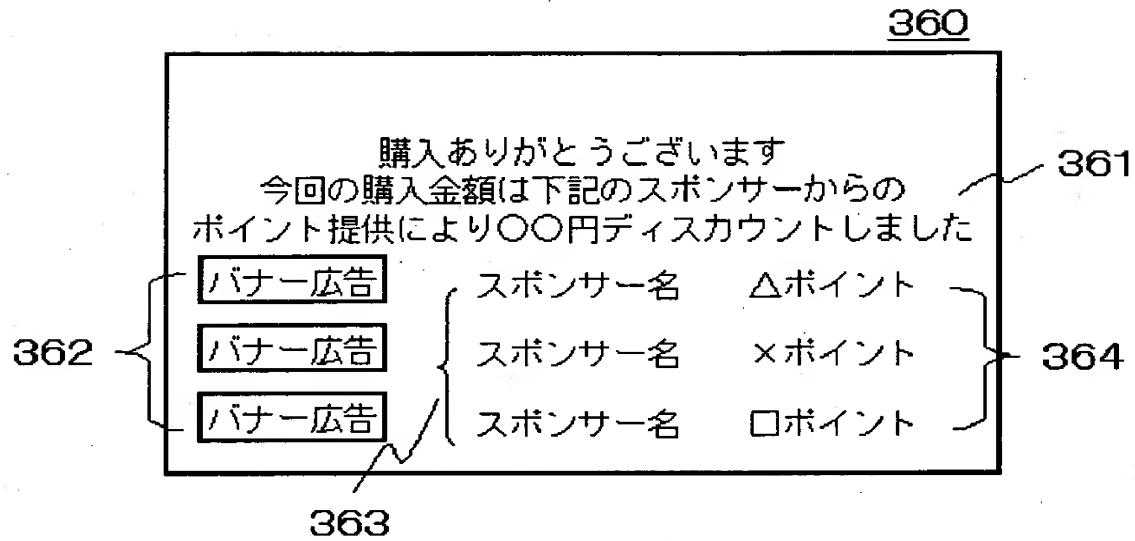 360
購入ありがとうございます
今回の購入金額は下記のスポンサーからの
ポイント提供により〇〇円ディスカウントしました
361
バナー広告 スポンサー名 △ポイント
362 バナー広告 スポンサー名 ×ポイント 364
バナー広告 スポンサー名 □ポイント
363